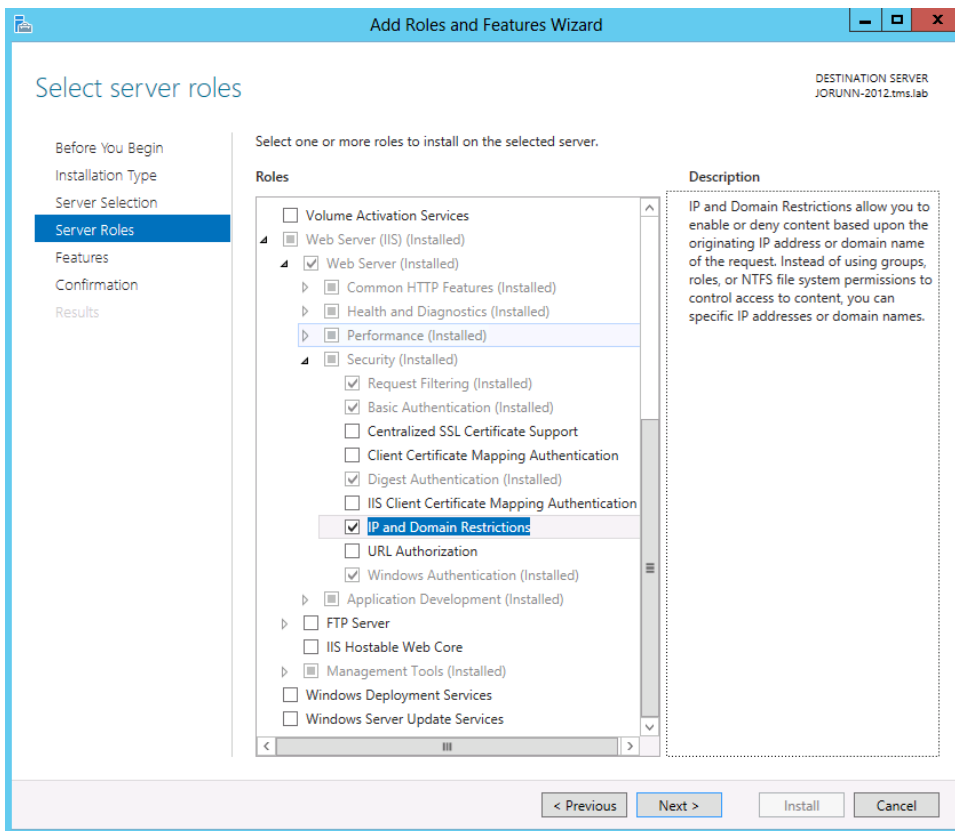 Add Roles and Features Wizard
Select server roles
DESTINATION SERVER
JORUNN-2012.tms.lab
Before You Begin
Installation Type
Server Selection
Server Roles
Features
Confirmation
Results
Select one or more roles to install on the selected server.
Roles
Volume Activation Services
Web Server (IIS) (Installed)
Web Server (Installed)
Common HTTP Features (Installed)
Health and Diagnostics (Installed)
Performance (Installed)
Security (Installed)
Request Filtering (Installed)
Basic Authentication (Installed)
Centralized SSL Certificate Support
Client Certificate Mapping Authentication
Digest Authentication (Installed)
IIS Client Certificate Mapping Authentication
IP and Domain Restrictions
URL Authorization
Windows Authentication (Installed)
Application Development (Installed)
FTP Server
IIS Hostable Web Core
Management Tools (Installed)
Windows Deployment Services
Windows Server Update Services
Description
IP and Domain Restrictions allow you to
enable or deny content based upon the
originating IP address or domain name
of the request. Instead of using groups,
roles, or NTFS file system permissions to
control access to content, you can
specific IP addresses or domain names.
< Previous
Next >
Install
Cancel